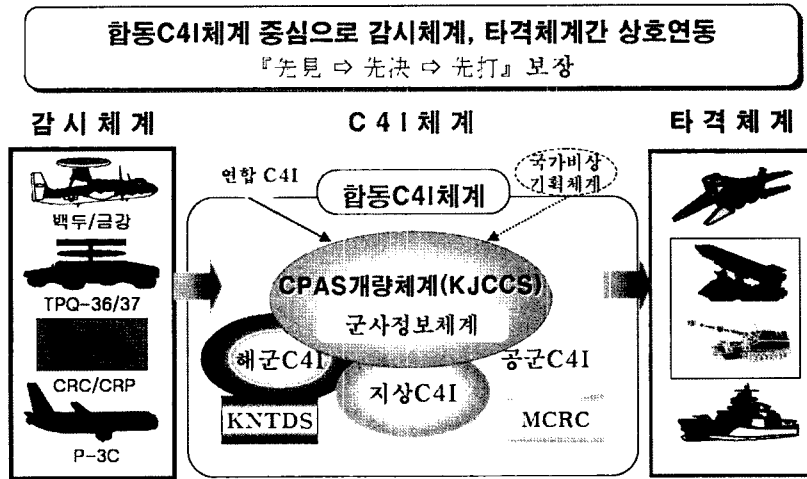 합동C4I체계 중심으로 감시체계, 타격체계간 상호연동
『先見 ⇨ 先决 ⇨ 先打』 보장
감시체계
C4I체계
타격체계
백두/금강
TPQ-36/37
CRC/CRP
P-3C
연합 C4I
국가비상
기획체계
합동C4I체계
CPAS개량체계(KJCCS)
군사정보체계
해군C4I
공군C4I
지상C4I
KNTDS
MCRC